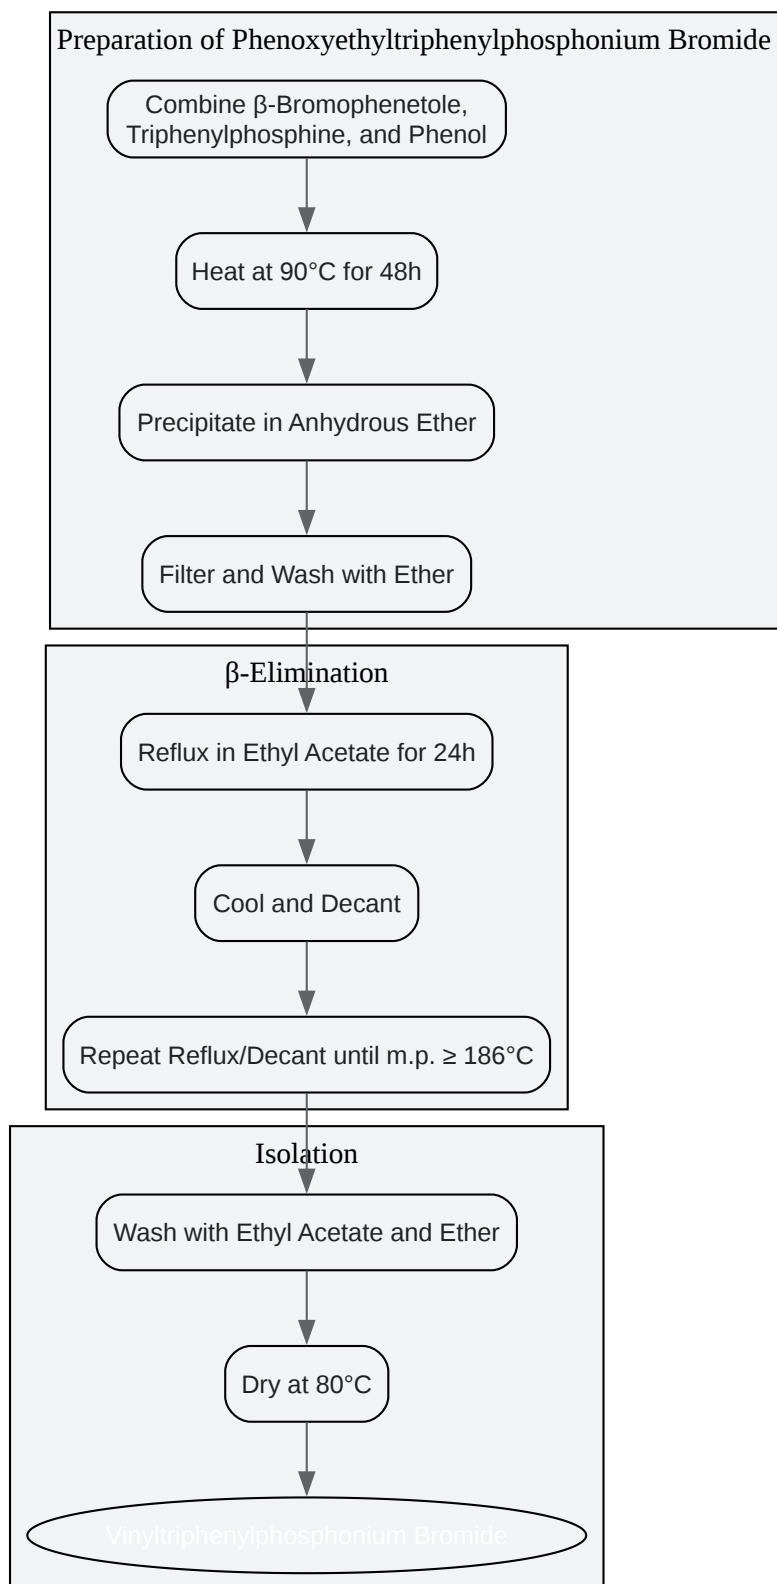 Preparation of Phenoxyethyltriphenylphosphonium Bromide
Combine β-Bromophenetole,
Triphenylphosphine, and Phenol
Heat at 90°C for 48h
Precipitate in Anhydrous Ether
Filter and Wash with Ether
β-Elimination
Reflux in Ethyl Acetate for 24h
Cool and Decant
Repeat Reflux/Decant until m.p. ≥ 186°C
Isolation
Wash with Ethyl Acetate and Ether
Dry at 80°C
Vinyltriphenylphosphonium Bromide